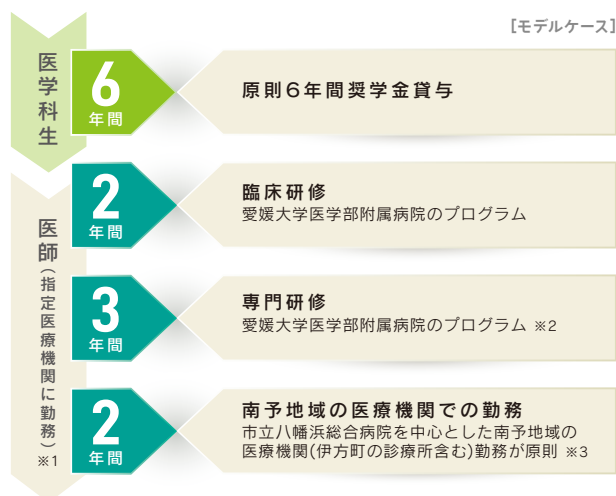 [モデルケース]
医学科生
6
年間
原則6年間奨学金貸与
医師(指定医療機関に勤務)
※1
2
年間
臨床研修
愛媛大学医学部附属病院のプログラム
3
年間
専門研修
愛媛大学医学部附属病院のプログラム ※2
2
年間
南予地域の医療機関での勤務
市立八幡浜総合病院を中心とした南予地域の
医療機関(伊方町の診療所含む)勤務が原則 ※3